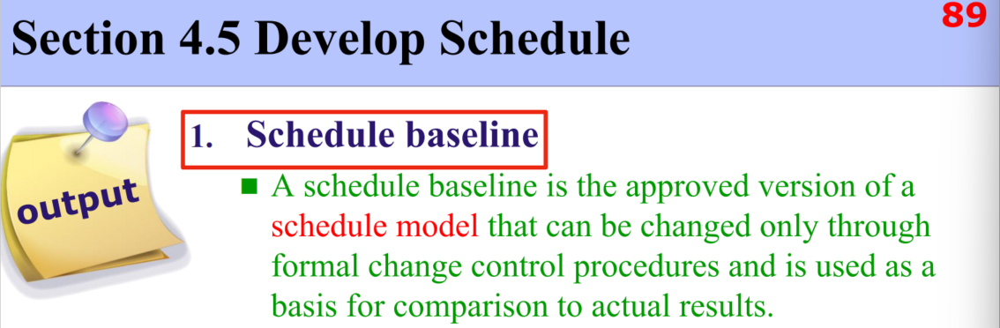 Section 4.5 Develop Schedule
89
output
1. Schedule baseline
■ A schedule baseline is the approved version of a
schedule model that can be changed only through
formal change control procedures and is used as a
basis for comparison to actual results.